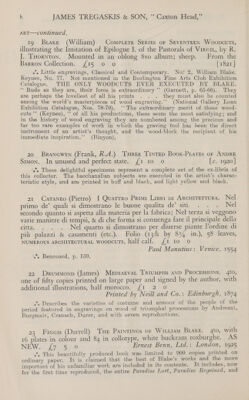 8 JAMES TREGASKIS & SON, "Caxton Head,"
ART—continued.
19 BLAKE (William) COMPLETE SERIES OF SEVENTEEN WOODCUTS,
illustrating the Imitation of Epilogue I. of the Pastorals of VIRGIL, by R.
J. THORNTON. Mounted in an oblong 8vo album; sheep. From the
BARRON Collection. £15 0 0 [1821]
⁂ Little engravings, Classical and Contemporary. No: 2, William Blake.
Keynes, No. 77. Not mentioned in the Burlington Fine Arts Club Exhibition
Catalogue. THE ONLY WOODCUTS EVER EXECUTED BY BLAKE.
" Rude as they are, their force is extraordinary " (Garnett, p. 65-66). They
are perhaps the loveliest of his prints . . . They must also be counted
among the world's masterpieces of wood engraving." (National Gallery Loan
Exhibition Catalogue, Nos. 74-79). "The extraordinary merit of these wood-
cuts" (Keynes), "of all his productions, these seem the most satisfying; and
in the history of wood engraving they are numbered among the precious and
far too rare examples of work in which the graving tool has been the direct
instrument of an artist's thought, and the wood-block the recipient of his
immediate inspiration." (Binyon).
20 BRANGWYN (Frank, R.A.) THREE TINTED BOOK-PLATES OF ANDRE
SIMON. In unused and perfect state. £1 10 0 [c. 1920]
⁂ These delightful specimens represent a complete set of the ex-libris of
this collector. The bacchanalian subjects are executed in the artist's charac-
teristic style, and are printed in buff and black, and light yellow and black.
21 CATANEO (Pietro) I QUATTRO PRIMI LIBRI DI ARCHITETTURA. Nel
primo de' quali si demostrano le buone qualita de' siti . . . . Nel
secondo quanto si aspetta alla materia per la fabrica; Nel terza si veggono
varie maniere di tempii, & di che forma si convenga fare il principale della
citta. . . . Nel quarto si dimostrano per diverse piante l'ordine di
piu palazzi & casamenti (etc.). Folio (13⅞ by 8¾ in.), 58 leaves,
NUMEROUS ARCHITECTURAL WOODCUTS, half calf. £1 10 0
Paul Manutius: Venice, 1554
⁂ Renouard, p. 159.
22 DRUMMOND (James) MEDIAEVAL TRIUMPHS AND PROCESSIONS, 4to,
one of fifty copies printed on large paper and signed by the author, with
additional illustrations, half morocco. £1 2 0
Printed by Neill and Co.: Edinburgh, 1874
⁂ Describes the varieties of costume and armour of the people of the
period featured in engravings on wood of triumphal processions by Andreani,
Burgmair, Cranach, Durer, and with seven reproductions.
23 FIGGIS (Darrell) THE PAINTINGS OF WILLIAM BLAKE. 4to, with
16 plates in colour and 84 in collotype, white buckram roxburghe. AS
NEW. £7 5 0 Ernest Benn, Ltd.: London, 1925
⁂ This beautifully produced book was limited to 900 copies printed on
ordinary paper. It is claimed that the best of Blake's works and the more
important of his unfamiliar work are included in its contents. It includes, now
for the first time reproduced, the entire Paradise Lost, Paradise Regained, and